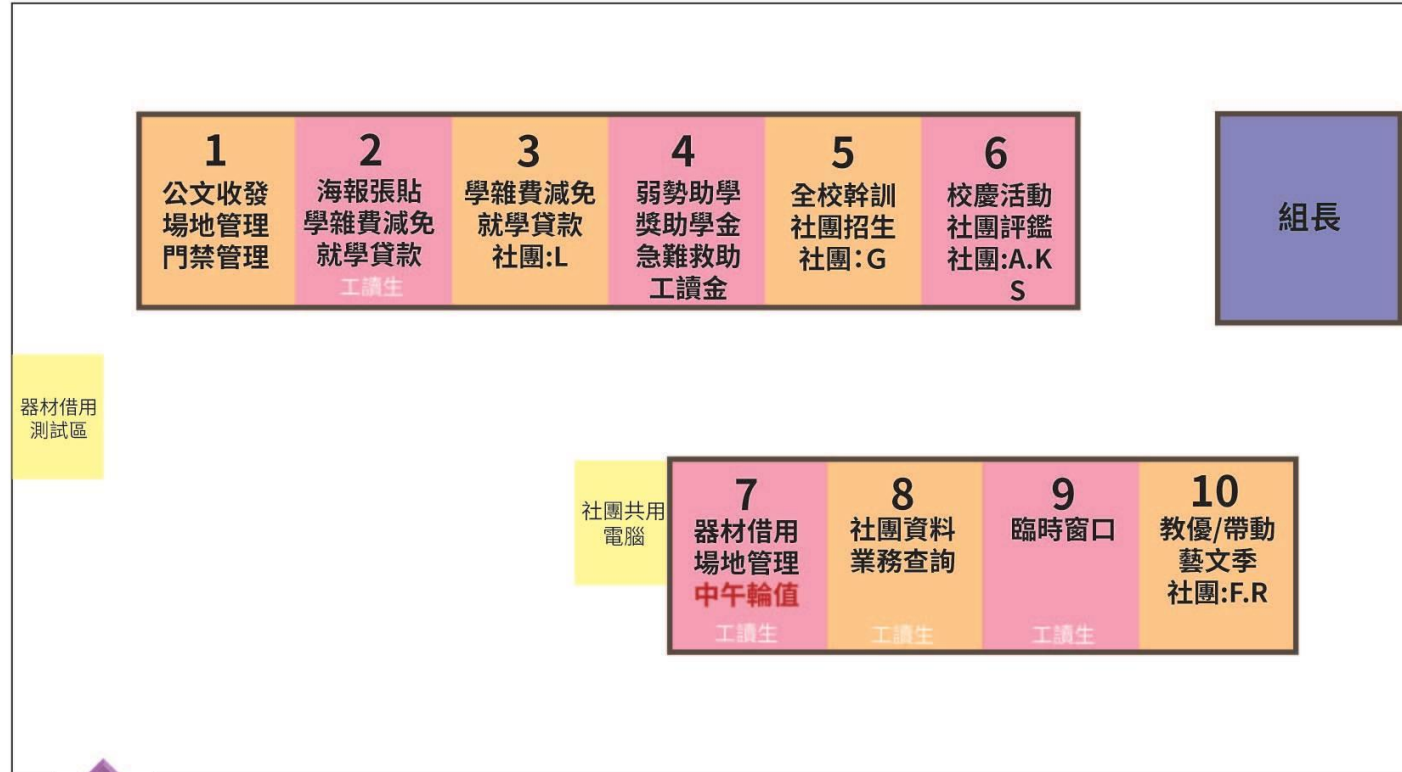 1
公文收發
場地管理
門禁管理
2
海報張貼
學雜費減免
就學貸款
工讀生
3
學雜費減免
就學貸款
社團:L
4
弱勢助學
獎助學金
急難救助
工讀金
5
全校幹訓
社團招生
社團：G
6
校慶活動
社團評鑑
社團:A.K
S
組長
器材借用
測試區
社團共用
電腦
7
器材借用
場地管理
中午輪值
工讀生
8
社團資料
業務查詢
工讀生
9
臨時窗口
工讀生
10
教優/帶動
藝文季
社團:F.R